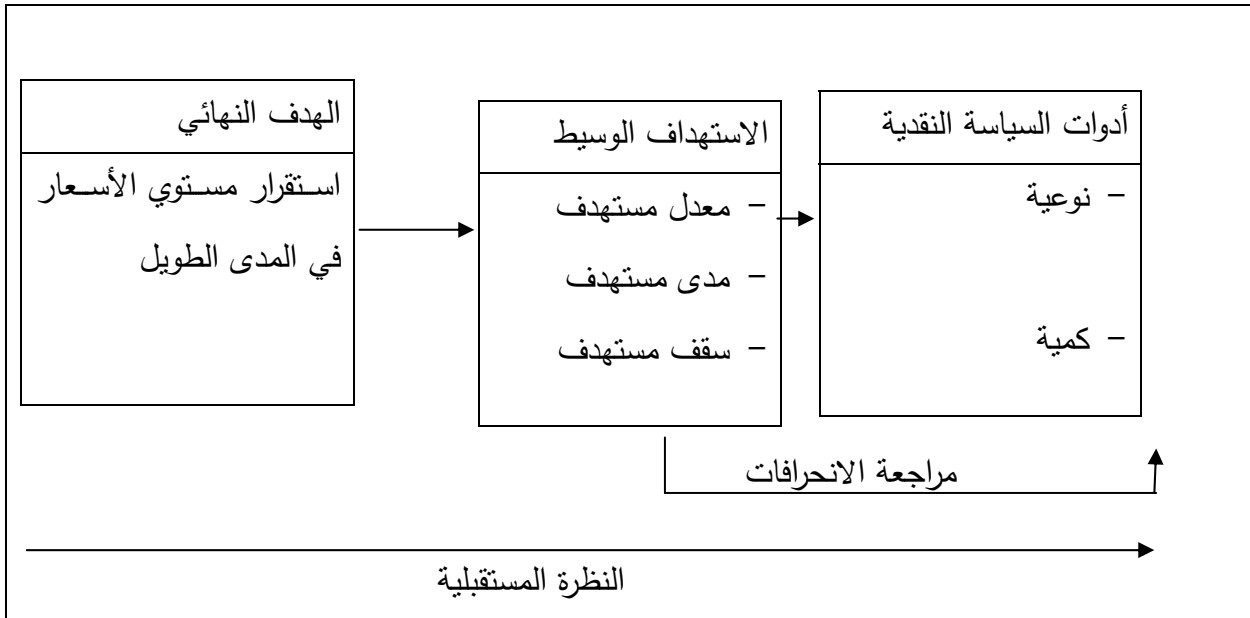 أدوات السياسة النقدية
– نوعية
– كمية
الاستهداف الوسيط
– معدل مستهدف
– مدى مستهدف
– سقف مستهدف
الهدف النهائي
استقرار مستوي الأسعار
في المدى الطويل
مراجعة الانحرافات
النظرة المستقبلية